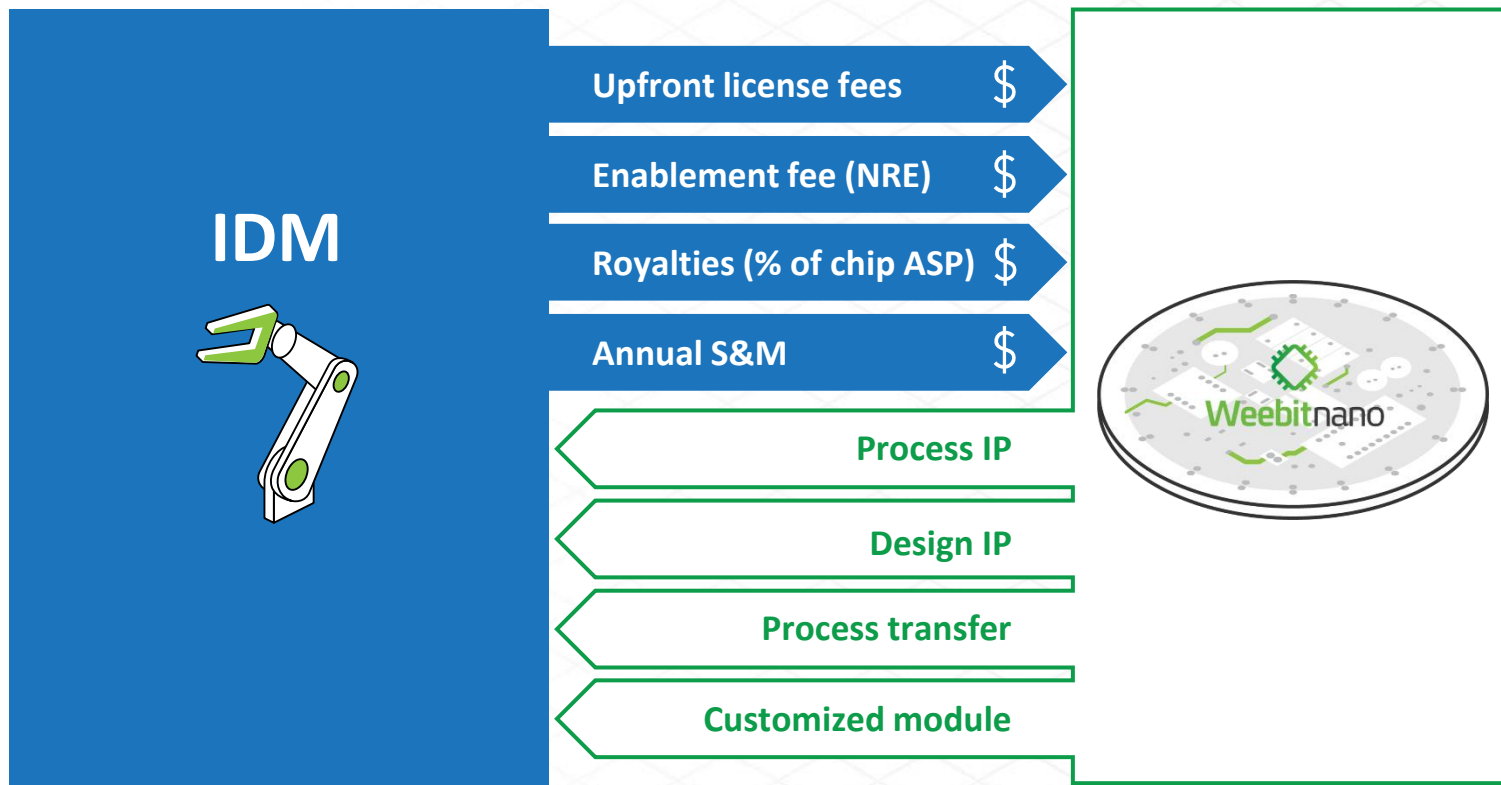 IDM
Upfront license fees $
Enablement fee (NRE) $
Royalties (% of chip ASP) $
Annual S&M $
Process IP
Design IP
Process transfer
Customized module
Weebitnano